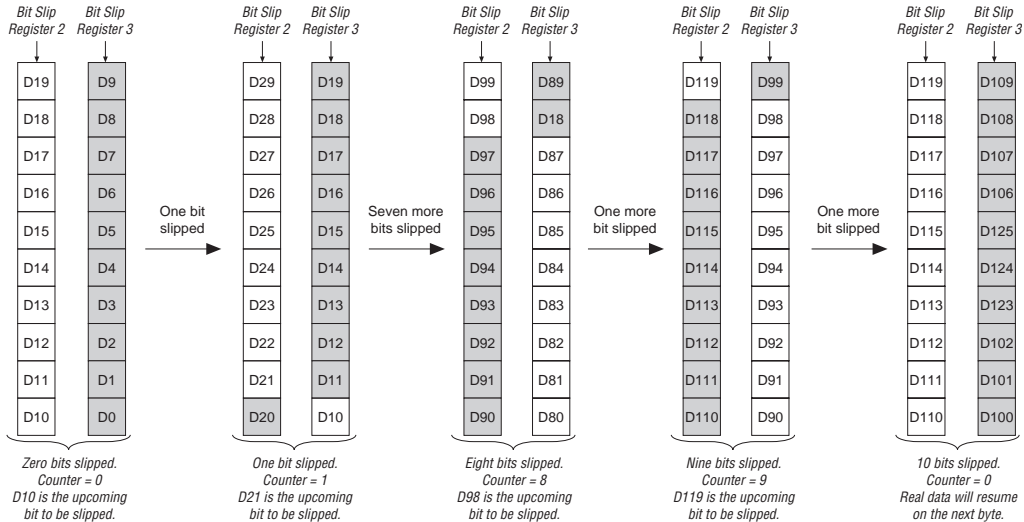 Bit Slip Register 2
Bit Slip Register 3
D19 D9
D18 D8
D17 D7
D16 D6
D15 D5
D14 D4
D13 D3
D12 D2
D11 D1
D10 D0
Zero bits slipped.
Counter = 0
D10 is the upcoming
bit to be slipped.
One bit
slipped
Bit Slip Register 2
Bit Slip Register 3
D29 D19
D28 D18
D27 D17
D26 D16
D25 D15
D24 D14
D23 D13
D22 D12
D21 D11
D20 D10
One bit slipped.
Counter = 1
D21 is the upcoming
bit to be slipped.
Seven more
bits slipped
Bit Slip Register 2
Bit Slip Register 3
D99 D89
D98 D18
D97 D87
D96 D86
D95 D85
D94 D84
D93 D83
D92 D82
D91 D81
D90 D80
Eight bits slipped.
Counter = 8
D98 is the upcoming
bit to be slipped.
One more
bit slipped
Bit Slip Register 2
Bit Slip Register 3
D119 D99
D118 D98
D117 D97
D116 D96
D115 D95
D114 D94
D113 D93
D112 D92
D111 D91
D110 D90
Nine bits slipped.
Counter = 9
D119 is the upcoming
bit to be slipped.
One more
bit slipped
Bit Slip Register 2
Bit Slip Register 3
D119 D109
D118 D108
D117 D107
D116 D106
D115 D125
D114 D124
D113 D123
D112 D102
D111 D101
D110 D100
10 bits slipped.
Counter = 0
Real data will resume
on the next byte.